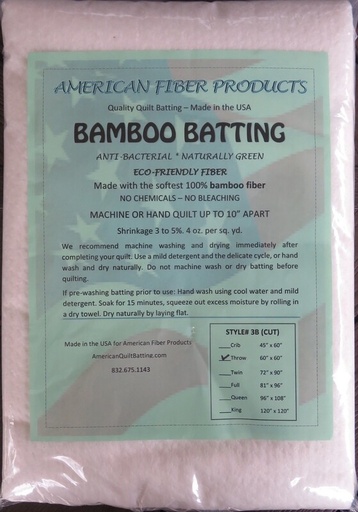 AMERICAN FIBER PRODUCTS
Quality Quilt Batting – Made in the USA
BAMBOO BATTING
ANTI-BACTERIAL * NATURALLY GREEN
ECO-FRIENDLY FIBER
Made with the softest 100% bamboo fiber
NO CHEMICALS – NO BLEACHING
MACHINE OR HAND QUILT UP TO 10" APART
Shrinkage 3 to 5%. 4 oz. per sq. yd.
We recommend machine washing and drying immediately after
completing your quilt. Use a mild detergent and the delicate cycle, or hand
wash and dry naturally. Do not machine wash or dry batting before
quilting.
If pre-washing batting prior to use: Hand wash using cool water and mild
detergent. Soak for 15 minutes, squeeze out excess moisture by rolling in
a dry towel. Dry naturally by laying flat.
Made in the USA for American Fiber Products
AmericanQuiltBatting.com
832.675.1143
STYLE# 3B (CUT)
___Crib 45" x 60"
✓Throw 60" x 60"
___Twin 72" x 90"
___Full 81" x 96"
___Queen 96" x 108"
___King 120" x 120"